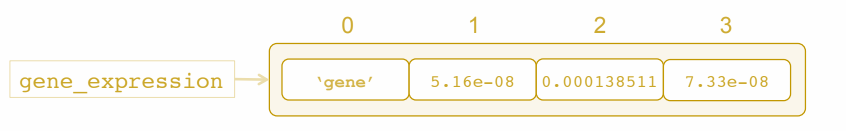 0 1 2 3
gene_expression ‘gene’ 5.16e-08 0.000138511 7.33e-08